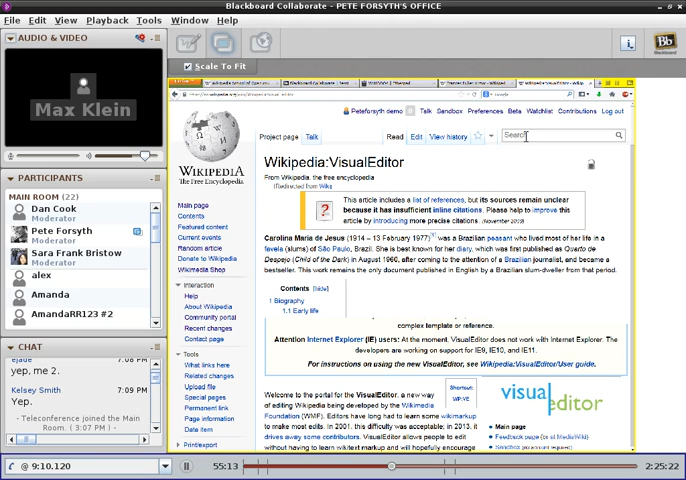 Blackboard Collaborate - PETE FORSYTH'S OFFICE
File Edit View Participants Tools Window Help
AUDIO & VIDEO
Scale To Fit
Bb
Max Klein
PARTICIPANTS
MAIN ROOM (22)
Dan Cook
Moderator
Pete Forsyth
Moderator
Sara Frank Bristow
Moderator
alex
Amanda
AmandaRR123 #2
CHAT
ejade 7:08 PM
yep, me 2.
Kelsey Smith 7:09 PM
Yep.
- Teleconference joined the Main
Room. ( 3:07 PM ) -
@ 9:10.120
55:13
2:25:22
Peteforsyth demo 0 Talk Sandbox Preferences Beta Watchlist Contributions Log out
Project page Talk Read Edit View history Search
WIKIPEDIA
The Free Encyclopedia
Main page
Contents
Featured content
Current events
Random article
Donate to Wikipedia
Wikipedia Shop
Interaction
Help
About Wikipedia
Community portal
Recent changes
Contact page
Tools
What links here
Related changes
Upload file
Special pages
Permanent link
Page information
Data item
Print/export
Wikipedia:VisualEditor
From Wikipedia, the free encyclopedia
?
This article includes a list of references, but its sources remain unclear
because it has insufficient inline citations. Please help to improve this
article by introducing more precise citations. (November 2013)
Carolina Maria de Jesus (1914 – 13 February 1977)[1] was a Brazilian peasant who lived most of her life in a
favela (slums) of São Paulo, Brazil. She is best known for her diary, which was first published as Quarto de
Despejo (Child of the Dark) in August 1960, after coming to the attention of a Brazilian journalist, and became a
bestseller. This work remains the only document published in English by a Brazilian slum-dweller from that period.
Contents [hide]
1 Biography
1.1 Early life
complex template or reference.
Attention Internet Explorer (IE) users: At the moment, VisualEditor does not work with Internet Explorer. The
developers are working on support for IE9, IE10, and IE11.
For instructions on using the new VisualEditor, see Wikipedia:VisualEditor/User guide.
Welcome to the portal for the VisualEditor, a new way
of editing Wikipedia being developed by the Wikimedia
Foundation (WMF). Editors have long had to learn some wikimarkup
to make most edits. In 2001, this difficulty was acceptable; in 2013, it
drives away some contributors. VisualEditor allows people to edit
without having to learn wikitext markup and will hopefully encourage
Shortcut:
WP:VE
visual editor
Main page
Feedback page (or at MediaWiki)